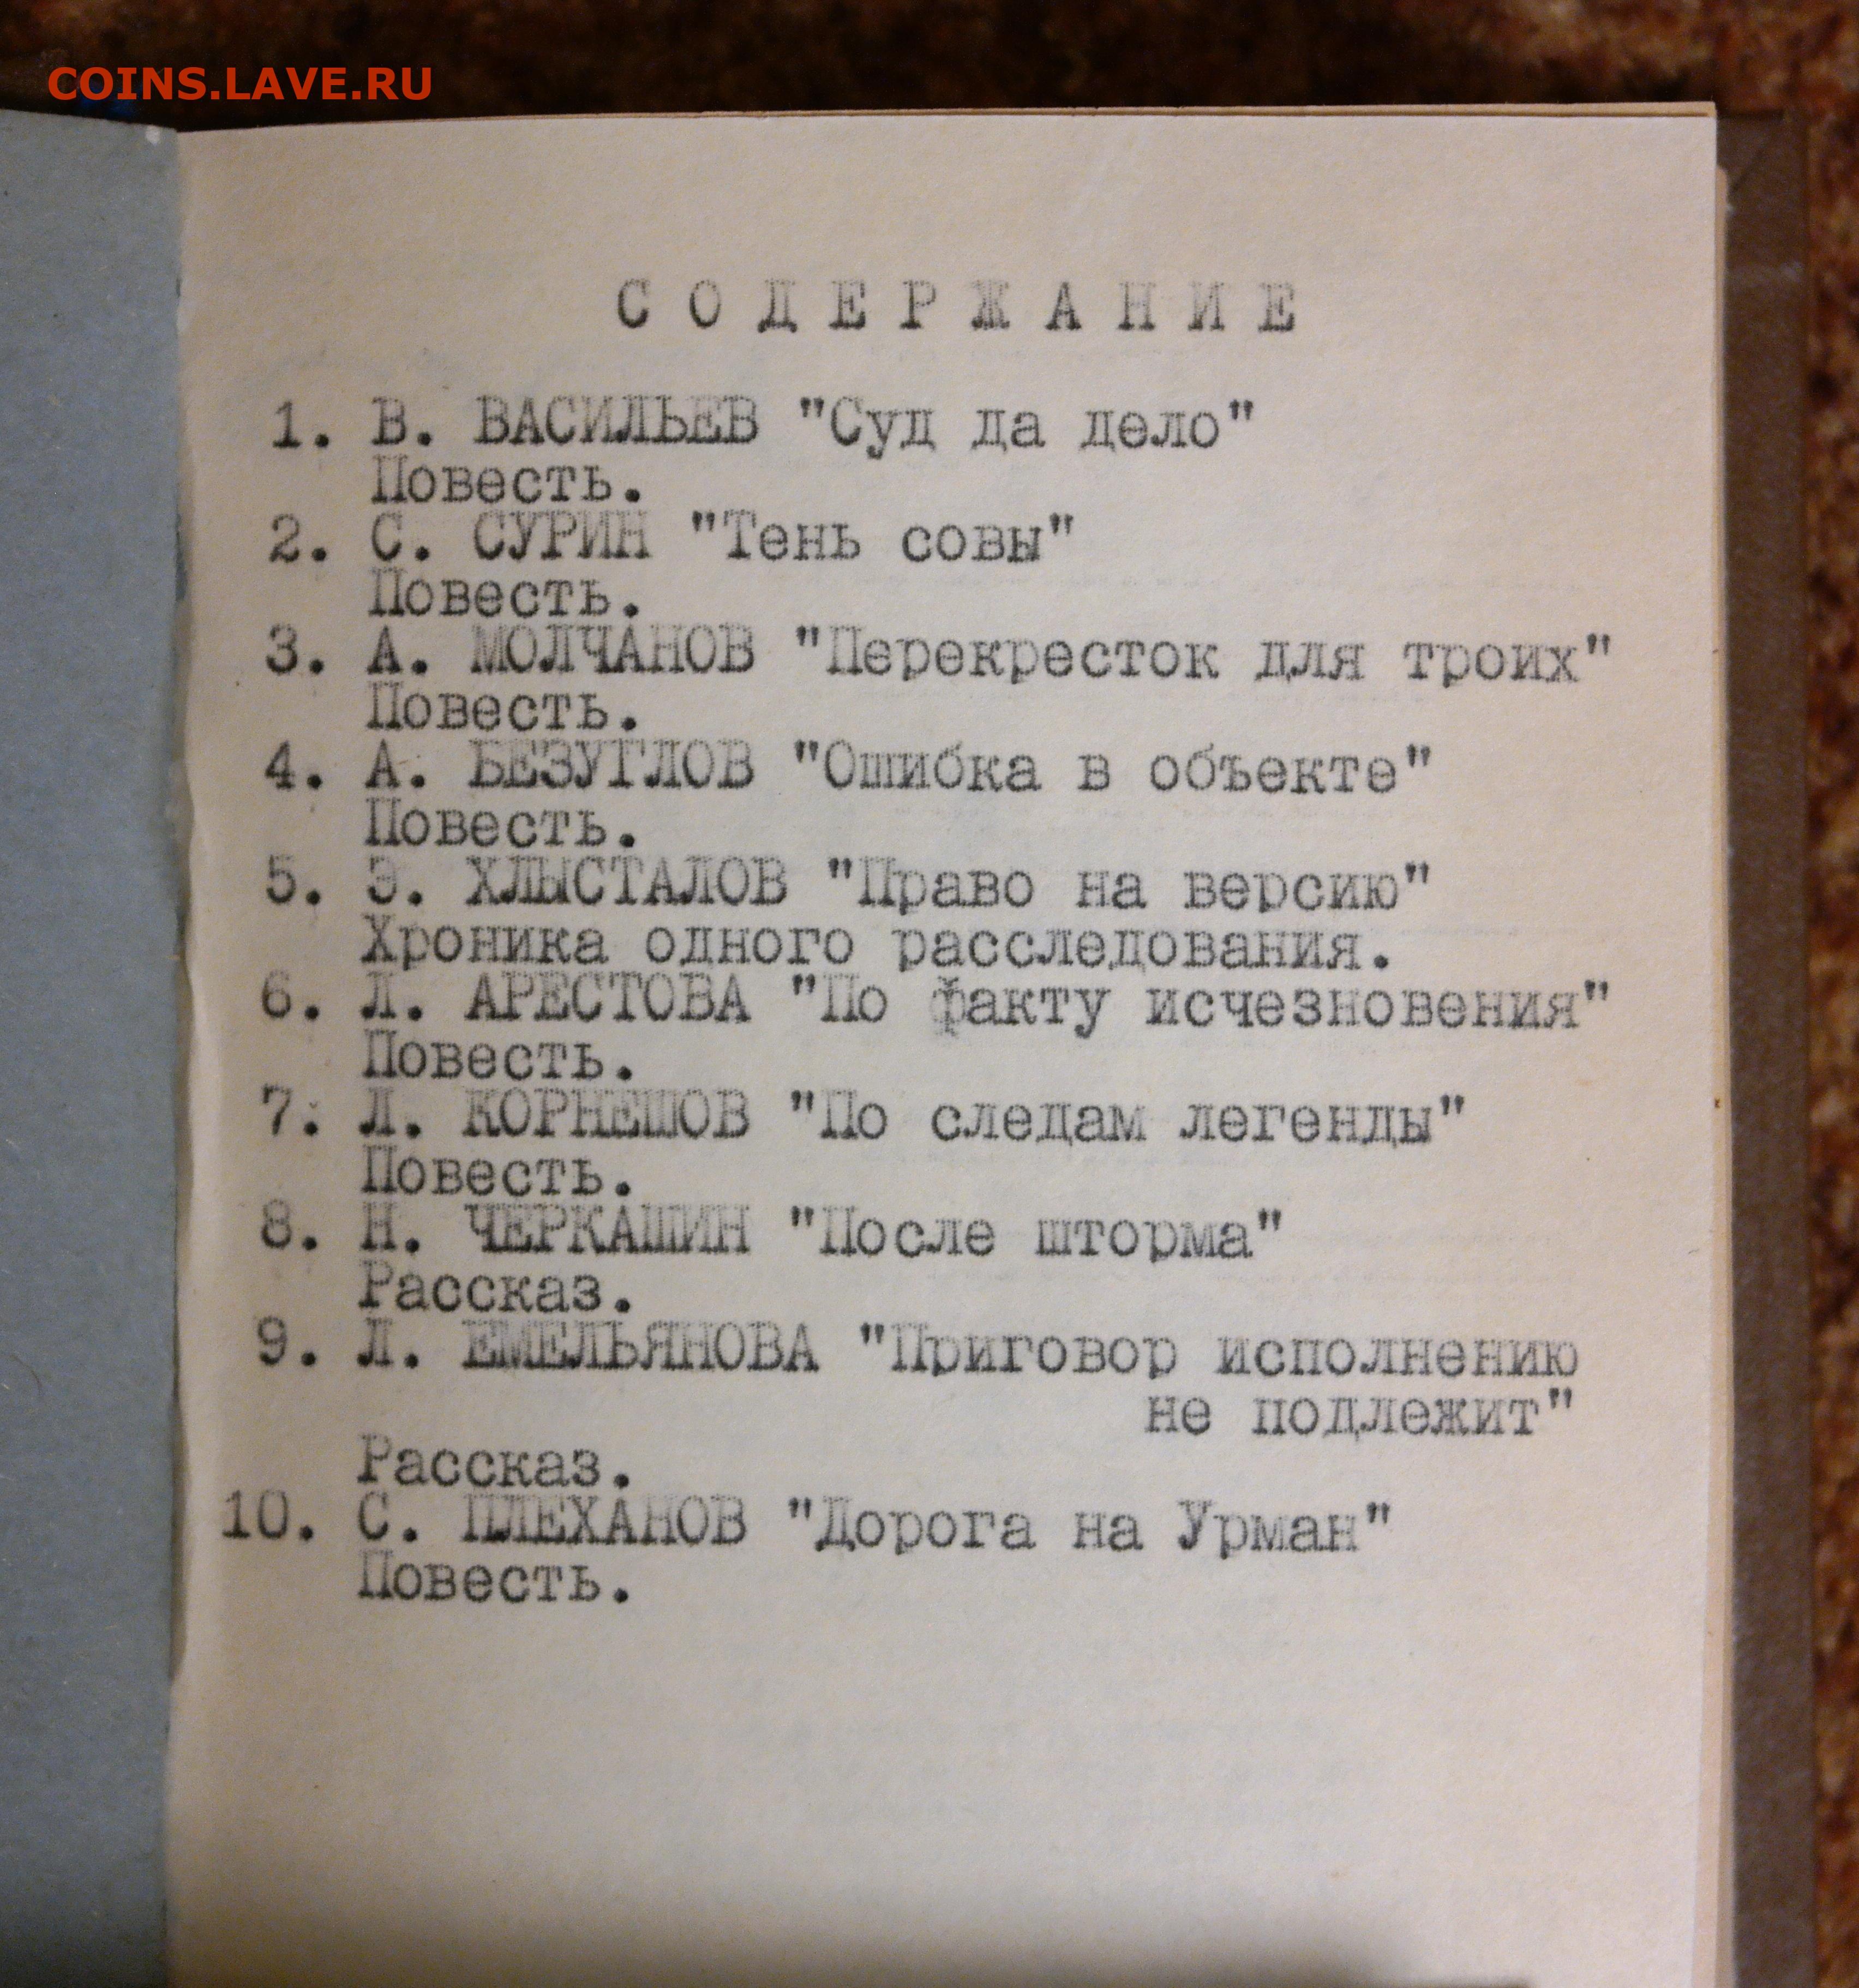 COINS.LAVE.RU
С О Д Е Р Ж А Н И Е
1. В. ВАСИЛЬЕВ "Суд да дело"
Повесть.
2. С. СУРИН "Тень совы"
Повесть.
3. А. МОЛЧАНОВ "Перекресток для троих"
Повесть.
4. А. БЕЗУГЛОВ "Ошибка в объекте"
Повесть.
5. Э. ХЛЫСТАЛОВ "Право на версию"
Хроника одного расследования.
6. Л. АРЕСТОВА "По факту исчезновения"
Повесть.
7. Л. КОРНЕШОВ "По следам легенды"
Повесть.
8. Н. ЧЕРКАШИН "После шторма"
Рассказ.
9. Л. ЕМЕЛЬЯНОВА "Приговор исполнению
не подлежит"
Рассказ.
10. С. ПЛЕХАНОВ "Дорога на Урман"
Повесть.